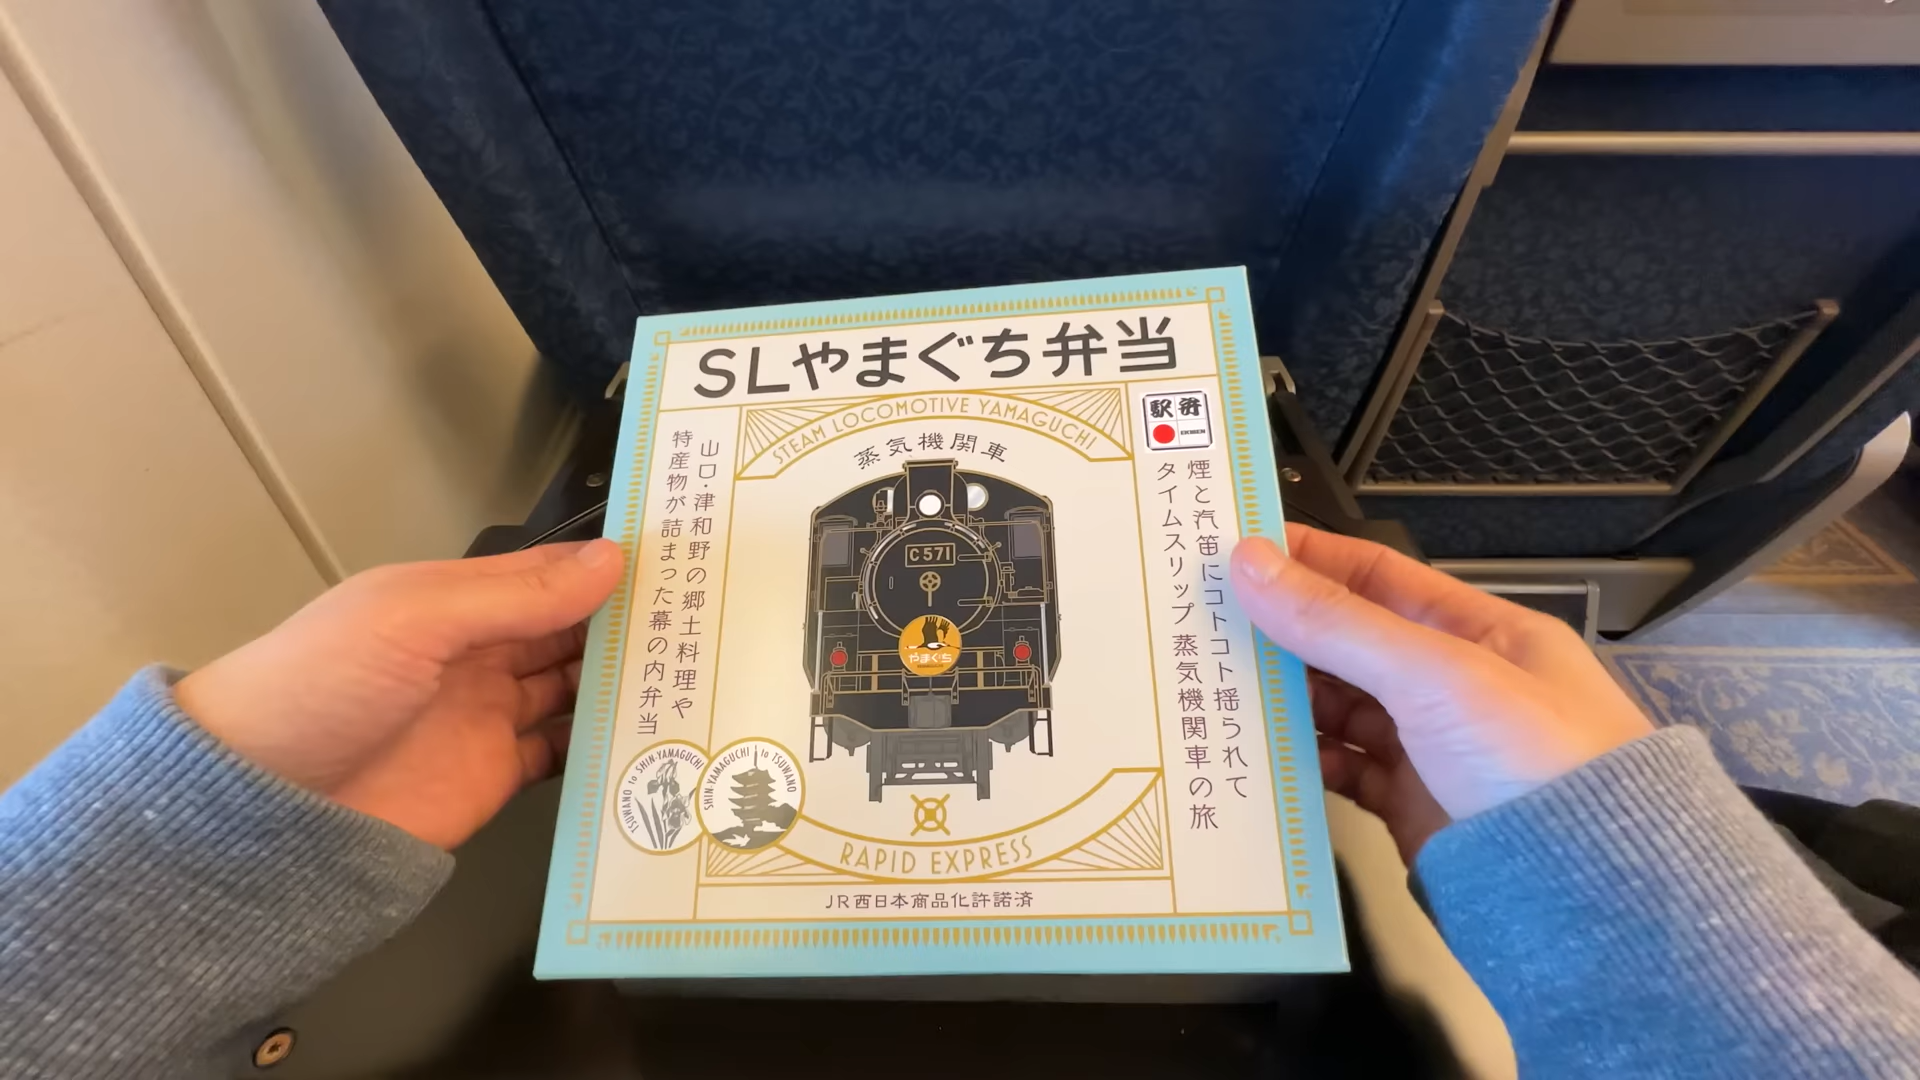 SLやまぐち弁当
STEAM LOCOMOTIVE YAMAGUCHI
蒸気機関車
駅弁
EKIBEN
煙と汽笛にコトコト揺られて
タイムスリップ 蒸気機関車の旅
山口・津和野の郷土料理や
特産物が詰まった幕の内弁当
C571
やまぐち
TSUWANO to SHIN-YAMAGUCHI
SHIN-YAMAGUCHI to TSUWANO
RAPID EXPRESS
JR西日本商品化許諾済